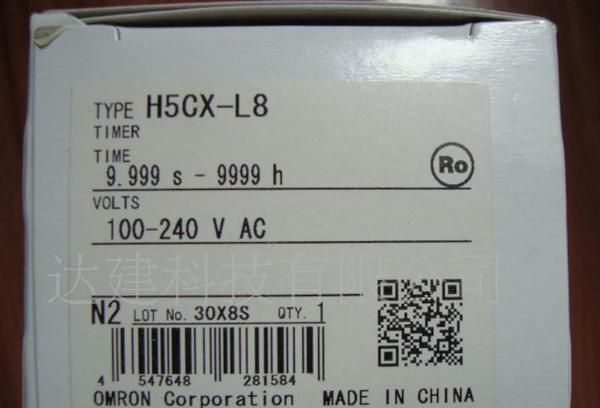 TYPE H5CX-L8
TIMER
TIME
9.999 s - 9999 h
Ro
VOLTS
100-240 V AC
达建科技有限公司
N2 LOT No. 30X8S QTY. 1
4 547648 281584
OMRON Corporation MADE IN CHINA